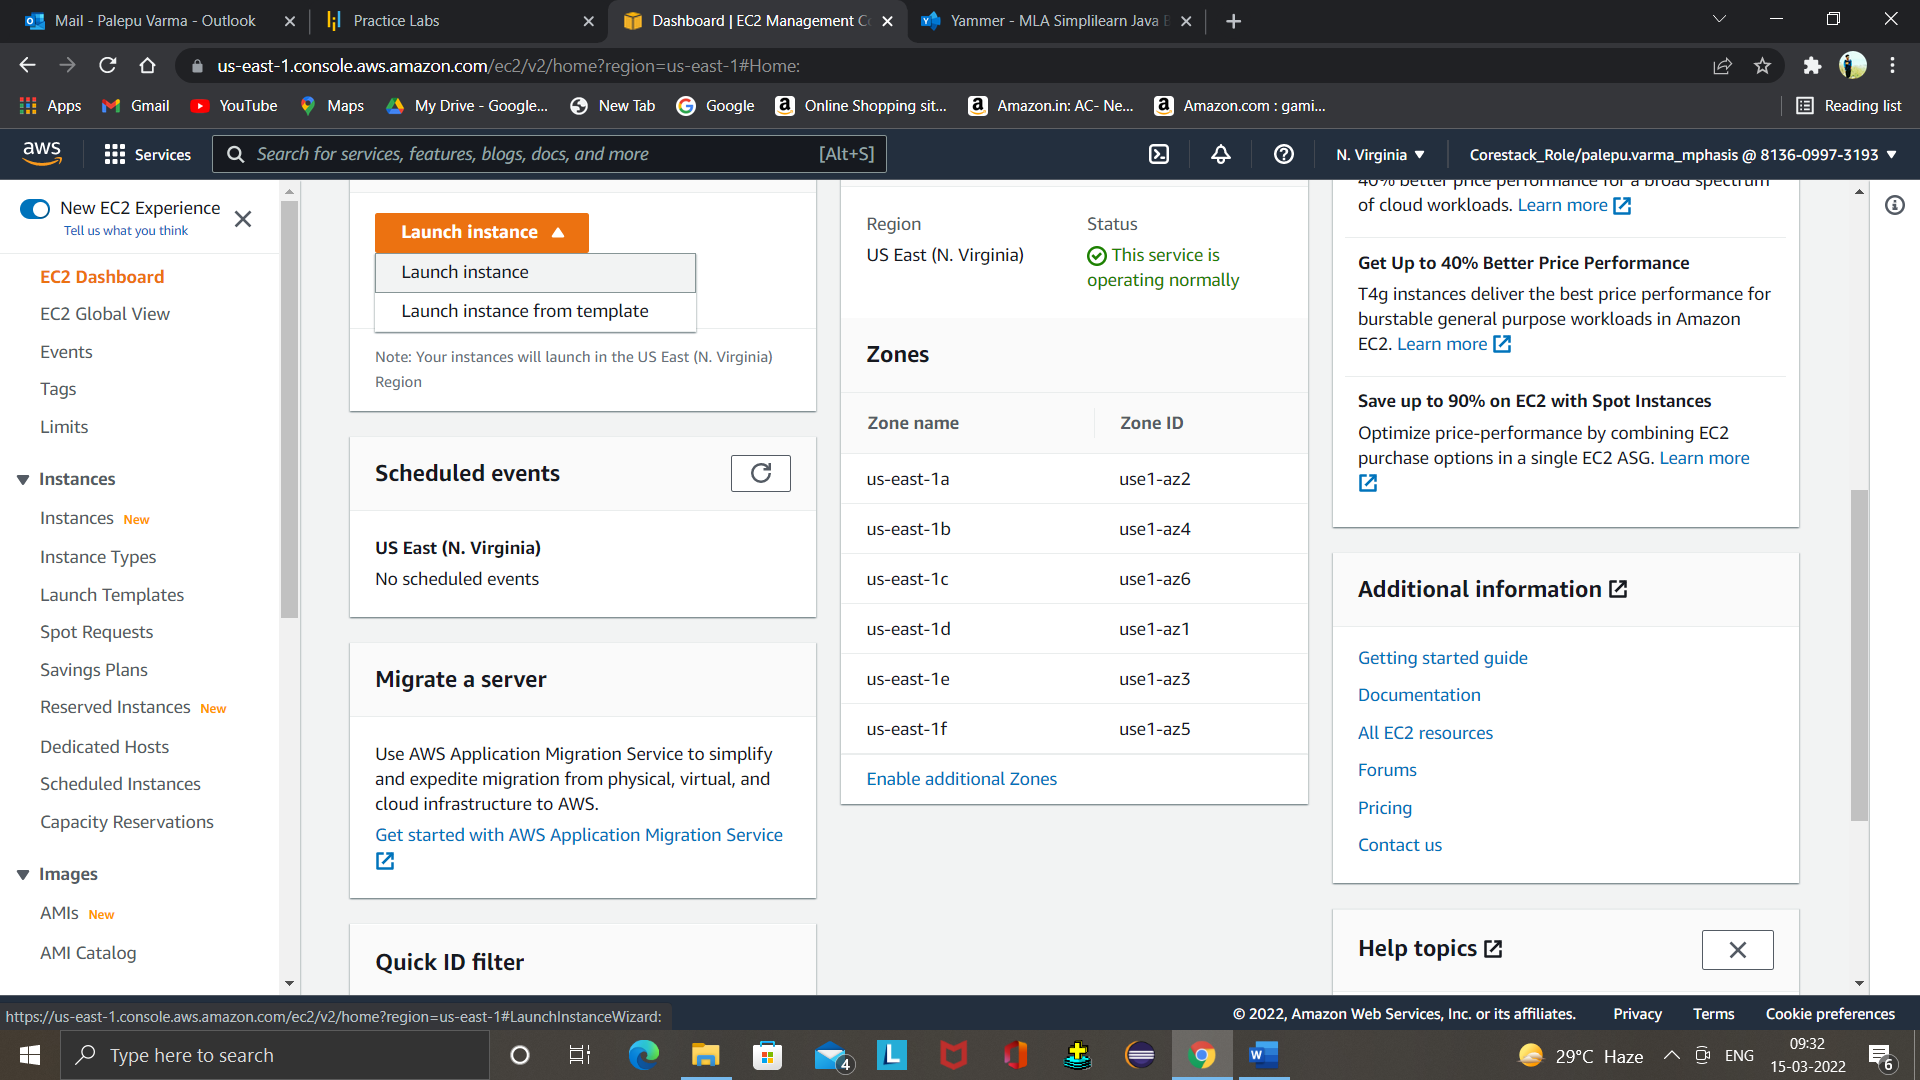 Mail - Palepu Varma - Outlook
Practice Labs
Dashboard | EC2 Management Co
Yammer - MLA Simplilearn Java B
us-east-1.console.aws.amazon.com/ec2/v2/home?region=us-east-1#Home:
Apps
Gmail
YouTube
Maps
My Drive - Google...
New Tab
Google
Online Shopping sit...
Amazon.in: AC- Ne...
Amazon.com : gami...
Reading list
aws
Services
Search for services, features, blogs, docs, and more
[Alt+S]
N. Virginia
Corestack_Role/palepu.varma_mphasis @ 8136-0997-3193
New EC2 Experience
Tell us what you think
EC2 Dashboard
EC2 Global View
Events
Tags
Limits
Instances
Instances New
Instance Types
Launch Templates
Spot Requests
Savings Plans
Reserved Instances New
Dedicated Hosts
Scheduled Instances
Capacity Reservations
Images
AMIs New
AMI Catalog
Launch instance
Launch instance
Launch instance from template
Note: Your instances will launch in the US East (N. Virginia)
Region
Scheduled events
US East (N. Virginia)
No scheduled events
Migrate a server
Use AWS Application Migration Service to simplify
and expedite migration from physical, virtual, and
cloud infrastructure to AWS.
Get started with AWS Application Migration Service
Quick ID filter
Region
US East (N. Virginia)
Status
This service is
operating normally
Zones
Zone name
Zone ID
us-east-1a
use1-az2
us-east-1b
use1-az4
us-east-1c
use1-az6
us-east-1d
use1-az1
us-east-1e
use1-az3
us-east-1f
use1-az5
Enable additional Zones
40% better price performance for a broad spectrum
of cloud workloads. Learn more
Get Up to 40% Better Price Performance
T4g instances deliver the best price performance for
burstable general purpose workloads in Amazon
EC2. Learn more
Save up to 90% on EC2 with Spot Instances
Optimize price-performance by combining EC2
purchase options in a single EC2 ASG. Learn more
Additional information
Getting started guide
Documentation
All EC2 resources
Forums
Pricing
Contact us
Help topics
https://us-east-1.console.aws.amazon.com/ec2/v2/home?region=us-east-1#LaunchInstanceWizard:
© 2022, Amazon Web Services, Inc. or its affiliates.
Privacy
Terms
Cookie preferences
Type here to search
4
L
W
29°C Haze
ENG
09:32
15-03-2022
6